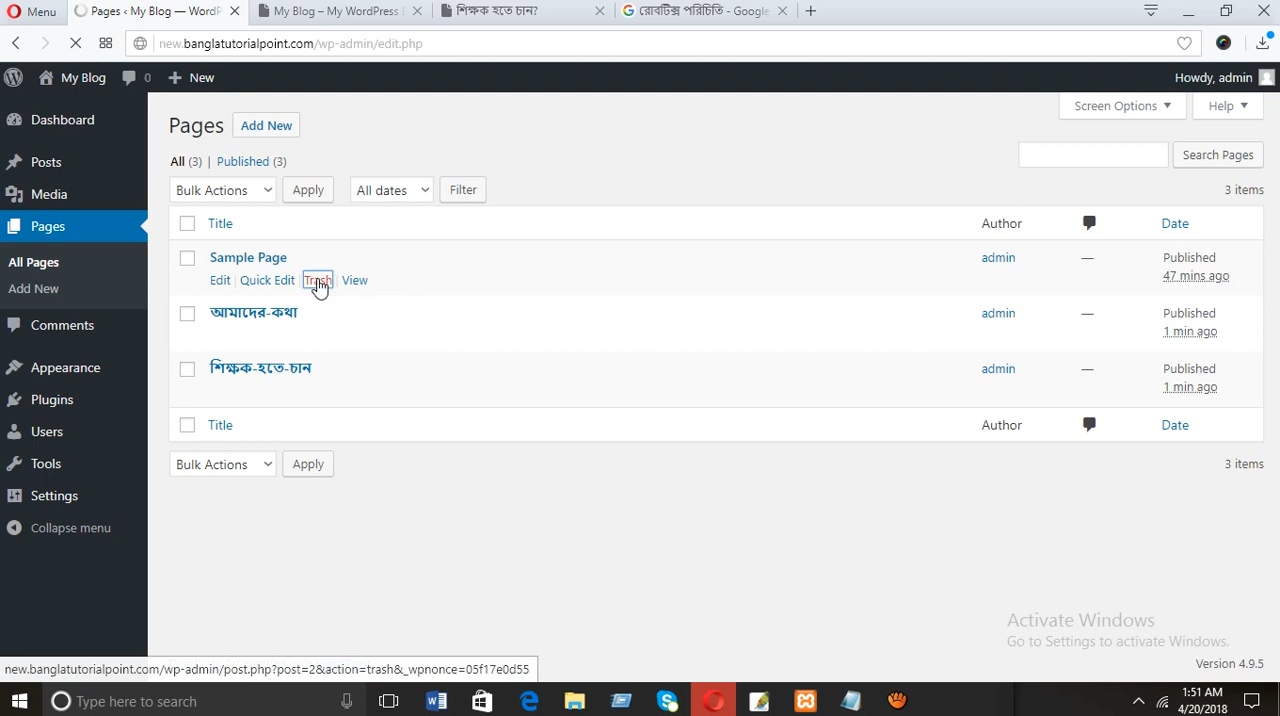 Menu
Pages ‹ My Blog — WordP
My Blog – My WordPress
শিক্ষক হতে চান?
রোবটিক্স পরিচিতি - Google
new.banglatutorialpoint.com/wp-admin/edit.php
My Blog 0 New
Howdy, admin
Screen Options Help
Dashboard
Posts
Media
Pages
All Pages
Add New
Comments
Appearance
Plugins
Users
Tools
Settings
Collapse menu
Pages Add New
All (3) | Published (3)
Search Pages
Bulk Actions Apply All dates Filter 3 items
Title Author Date
Sample Page admin — Published
Edit | Quick Edit | Trash | View 47 mins ago
আমাদের-কথা admin — Published
1 min ago
শিক্ষক-হতে-চান admin — Published
1 min ago
Title Author Date
Bulk Actions Apply 3 items
Activate Windows
Go to Settings to activate Windows.
Version 4.9.5
new.banglatutorialpoint.com/wp-admin/post.php?post=2&action=trash&_wpnonce=05f17e0d55
Type here to search
1:51 AM
4/20/2018